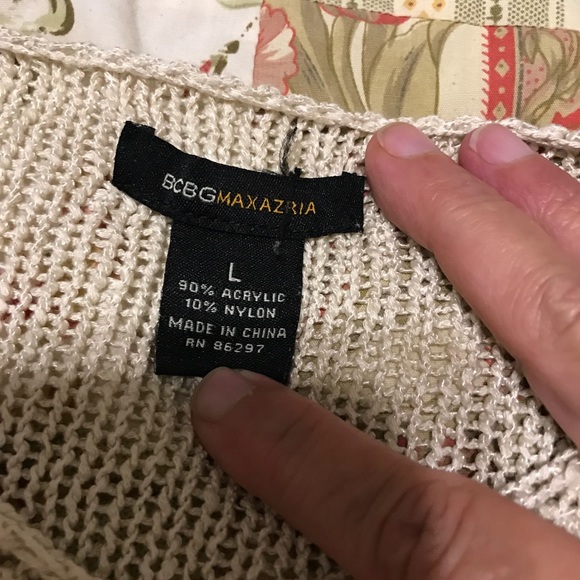 BCBGMAXAZRIA
L
90% ACRYLIC
10% NYLON
MADE IN CHINA
RN 86297